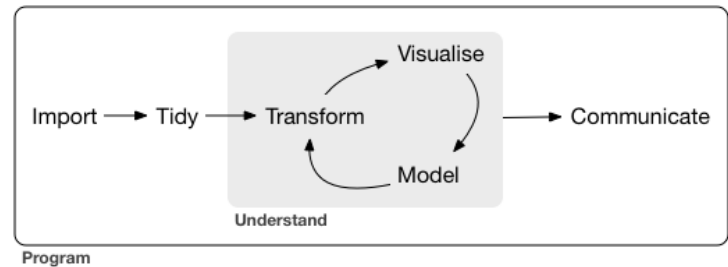 Visualise
Import
Tidy
Transform
Communicate
Model
Understand
Program